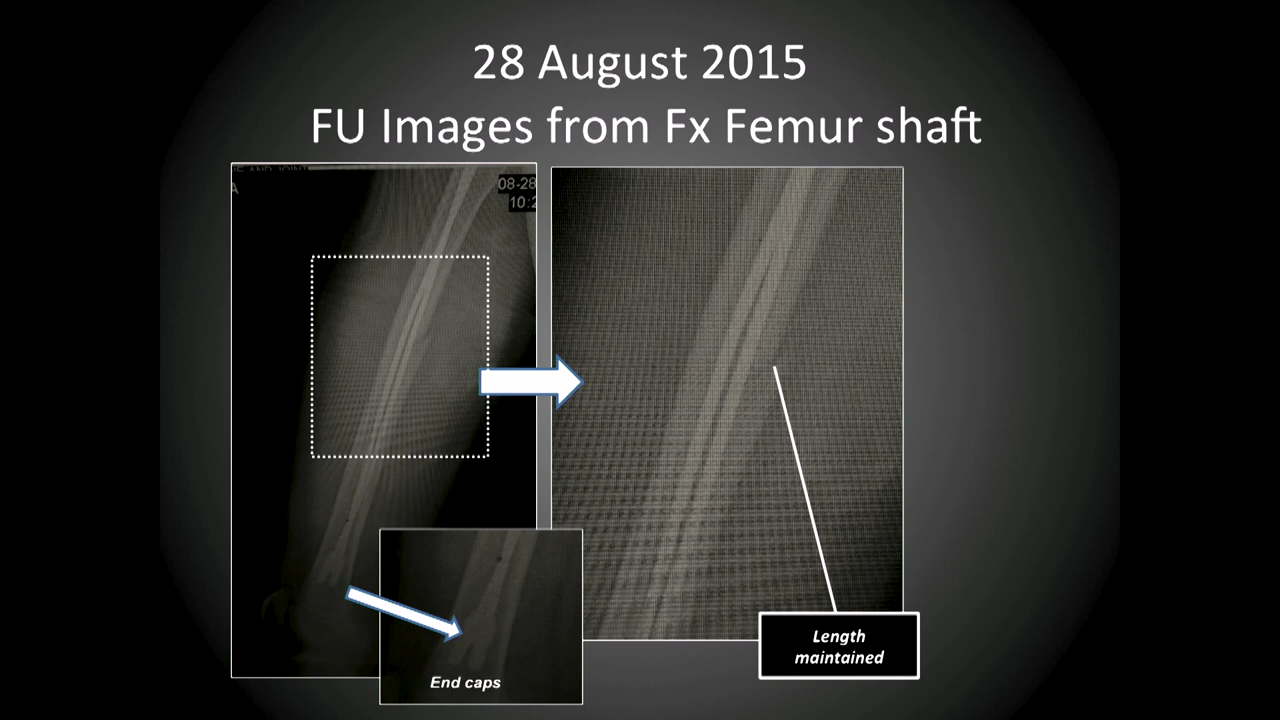 28 August 2015
FU Images from Fx Femur shaft
A
08-28
10:2
End caps
Length
maintained